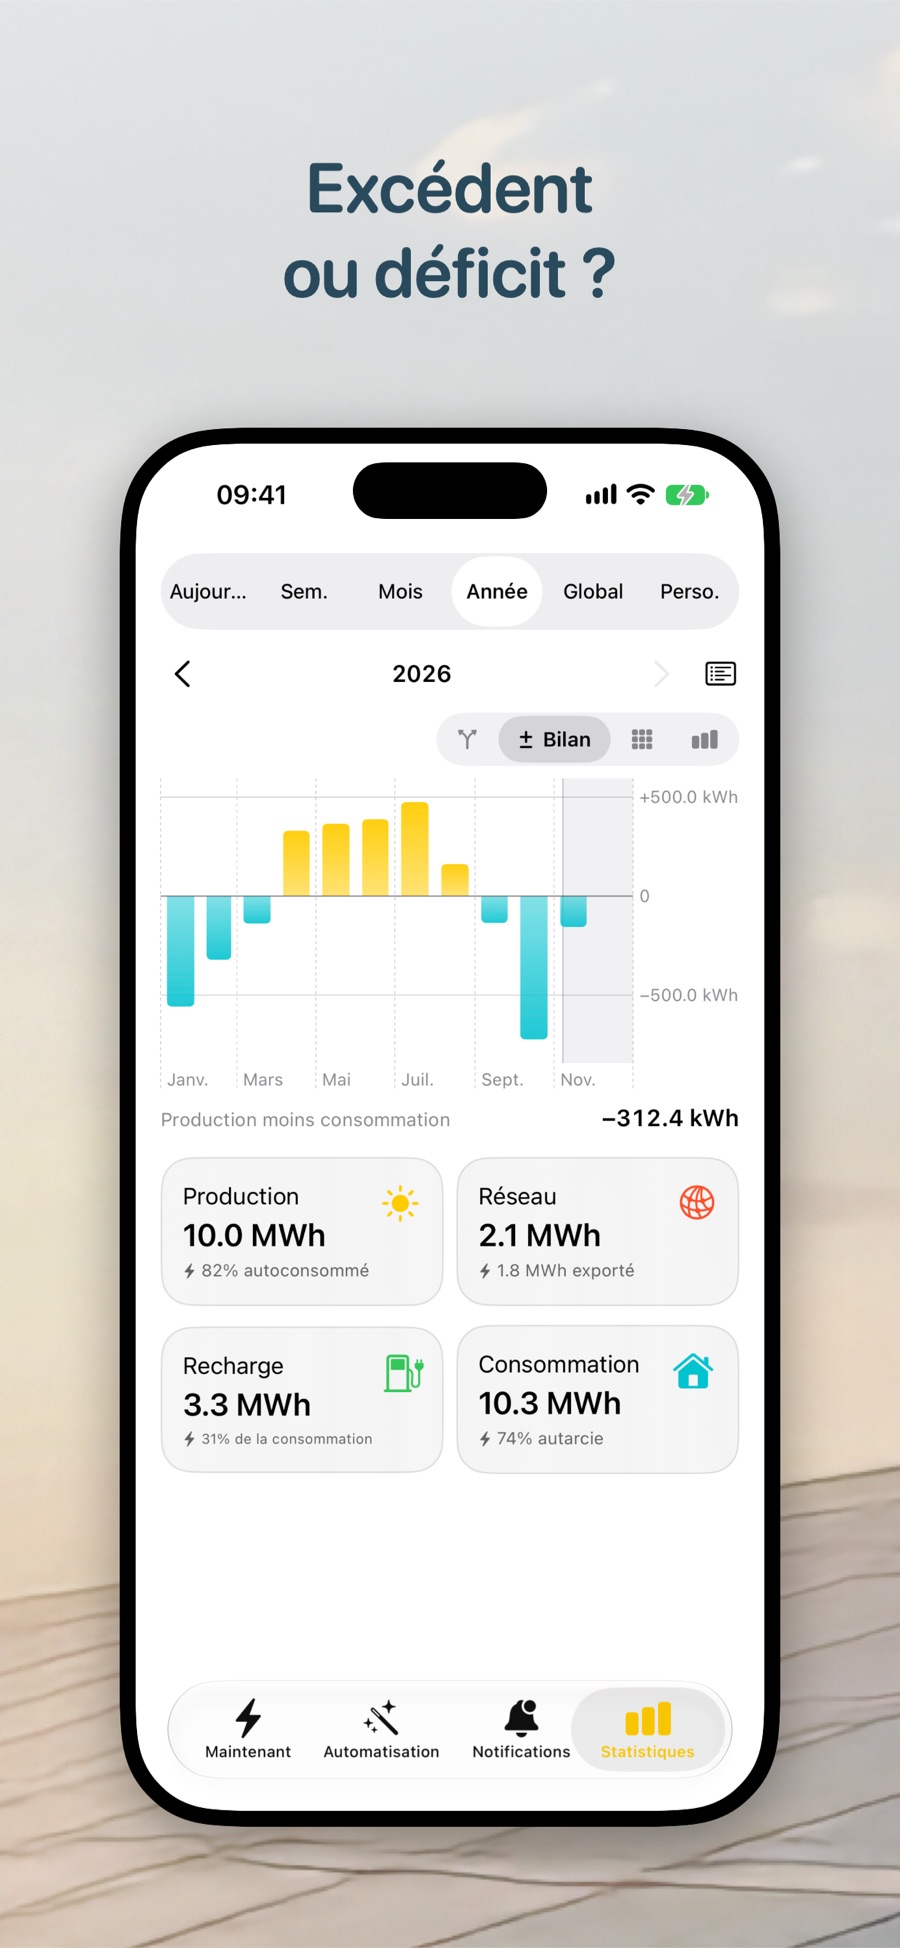 Excédent
ou déficit ?
09:41
Aujour... Sem. Mois Année Global Perso.
2026
± Bilan
+500.0 kWh
0
−500.0 kWh
Janv. Mars Mai Juil. Sept. Nov.
Production moins consommation −312.4 kWh
Production
10.0 MWh
82% autoconsommé
Réseau
2.1 MWh
1.8 MWh exporté
Recharge
3.3 MWh
31% de la consommation
Consommation
10.3 MWh
74% autarcie
Maintenant Automatisation Notifications Statistiques